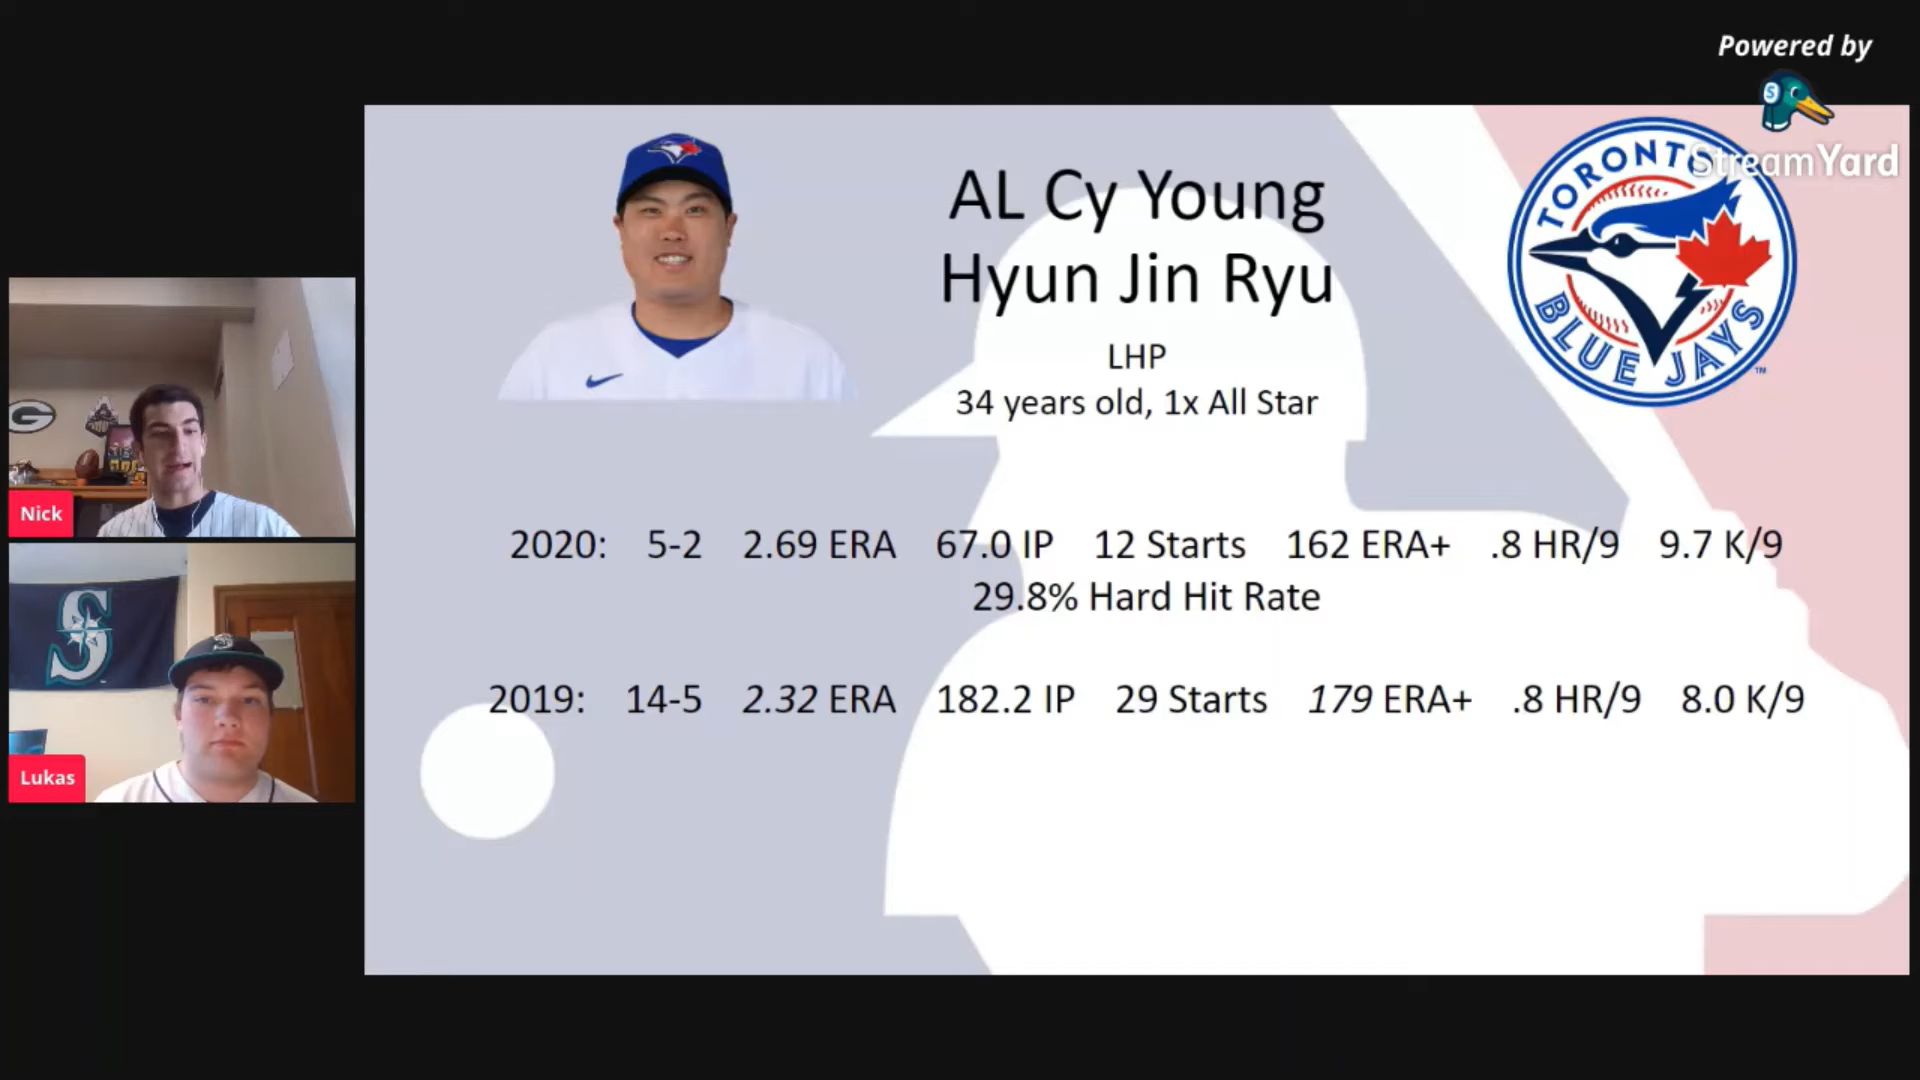 Powered by
StreamYard
AL Cy Young
Hyun Jin Ryu
LHP
34 years old, 1x All Star
TORONTO
BLUE JAYS
TM
2020: 5-2 2.69 ERA 67.0 IP 12 Starts 162 ERA+ .8 HR/9 9.7 K/9
29.8% Hard Hit Rate
2019: 14-5 2.32 ERA 182.2 IP 29 Starts 179 ERA+ .8 HR/9 8.0 K/9
G
Nick
S
S
Lukas